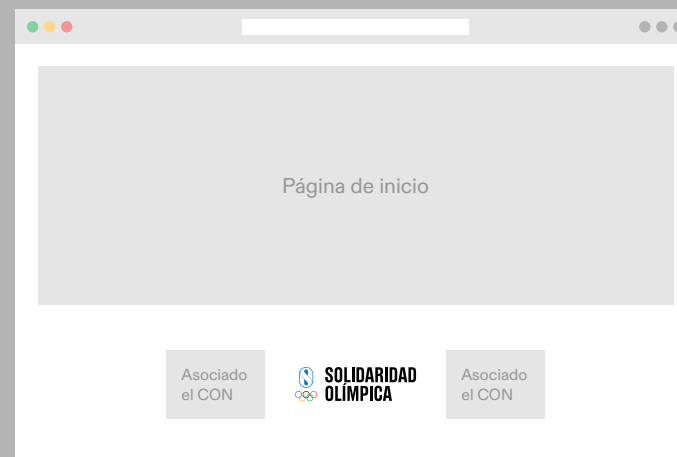 Página de inicio
Asociado
el CON
SOLIDARIDAD
OLÍMPICA
Asociado
el CON